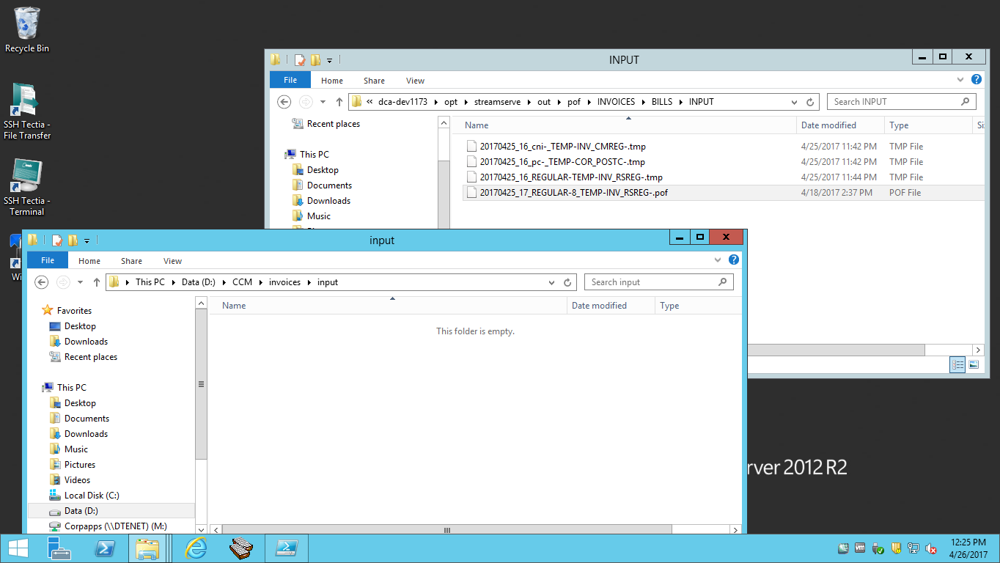 Recycle Bin
SSH Tectia -
File Transfer
SSH Tectia -
Terminal
Wi
INPUT
File Home Share View
« dca-dev1173 opt streamserve out pof INVOICES BILLS INPUT
Search INPUT
Recent places
This PC
Desktop
Documents
Downloads
Music
Name Date modified Type Si
20170425_16_cni-_TEMP-INV_CMREG-.tmp 4/25/2017 11:42 PM TMP File
20170425_16_pc-_TEMP-COR_POSTC-.tmp 4/25/2017 11:42 PM TMP File
20170425_16_REGULAR-TEMP-INV_RSREG-.tmp 4/25/2017 11:44 PM TMP File
20170425_17_REGULAR-8_TEMP-INV_RSREG-.pof 4/18/2017 2:37 PM POF File
input
File Home Share View
This PC Data (D:) CCM invoices input
Search input
Favorites
Desktop
Downloads
Recent places
This PC
Desktop
Documents
Downloads
Music
Pictures
Videos
Local Disk (C:)
Data (D:)
Corpapps (\\DTENET) (M:)
Name Date modified Type
This folder is empty.
rver 2012 R2
12:25 PM
4/26/2017